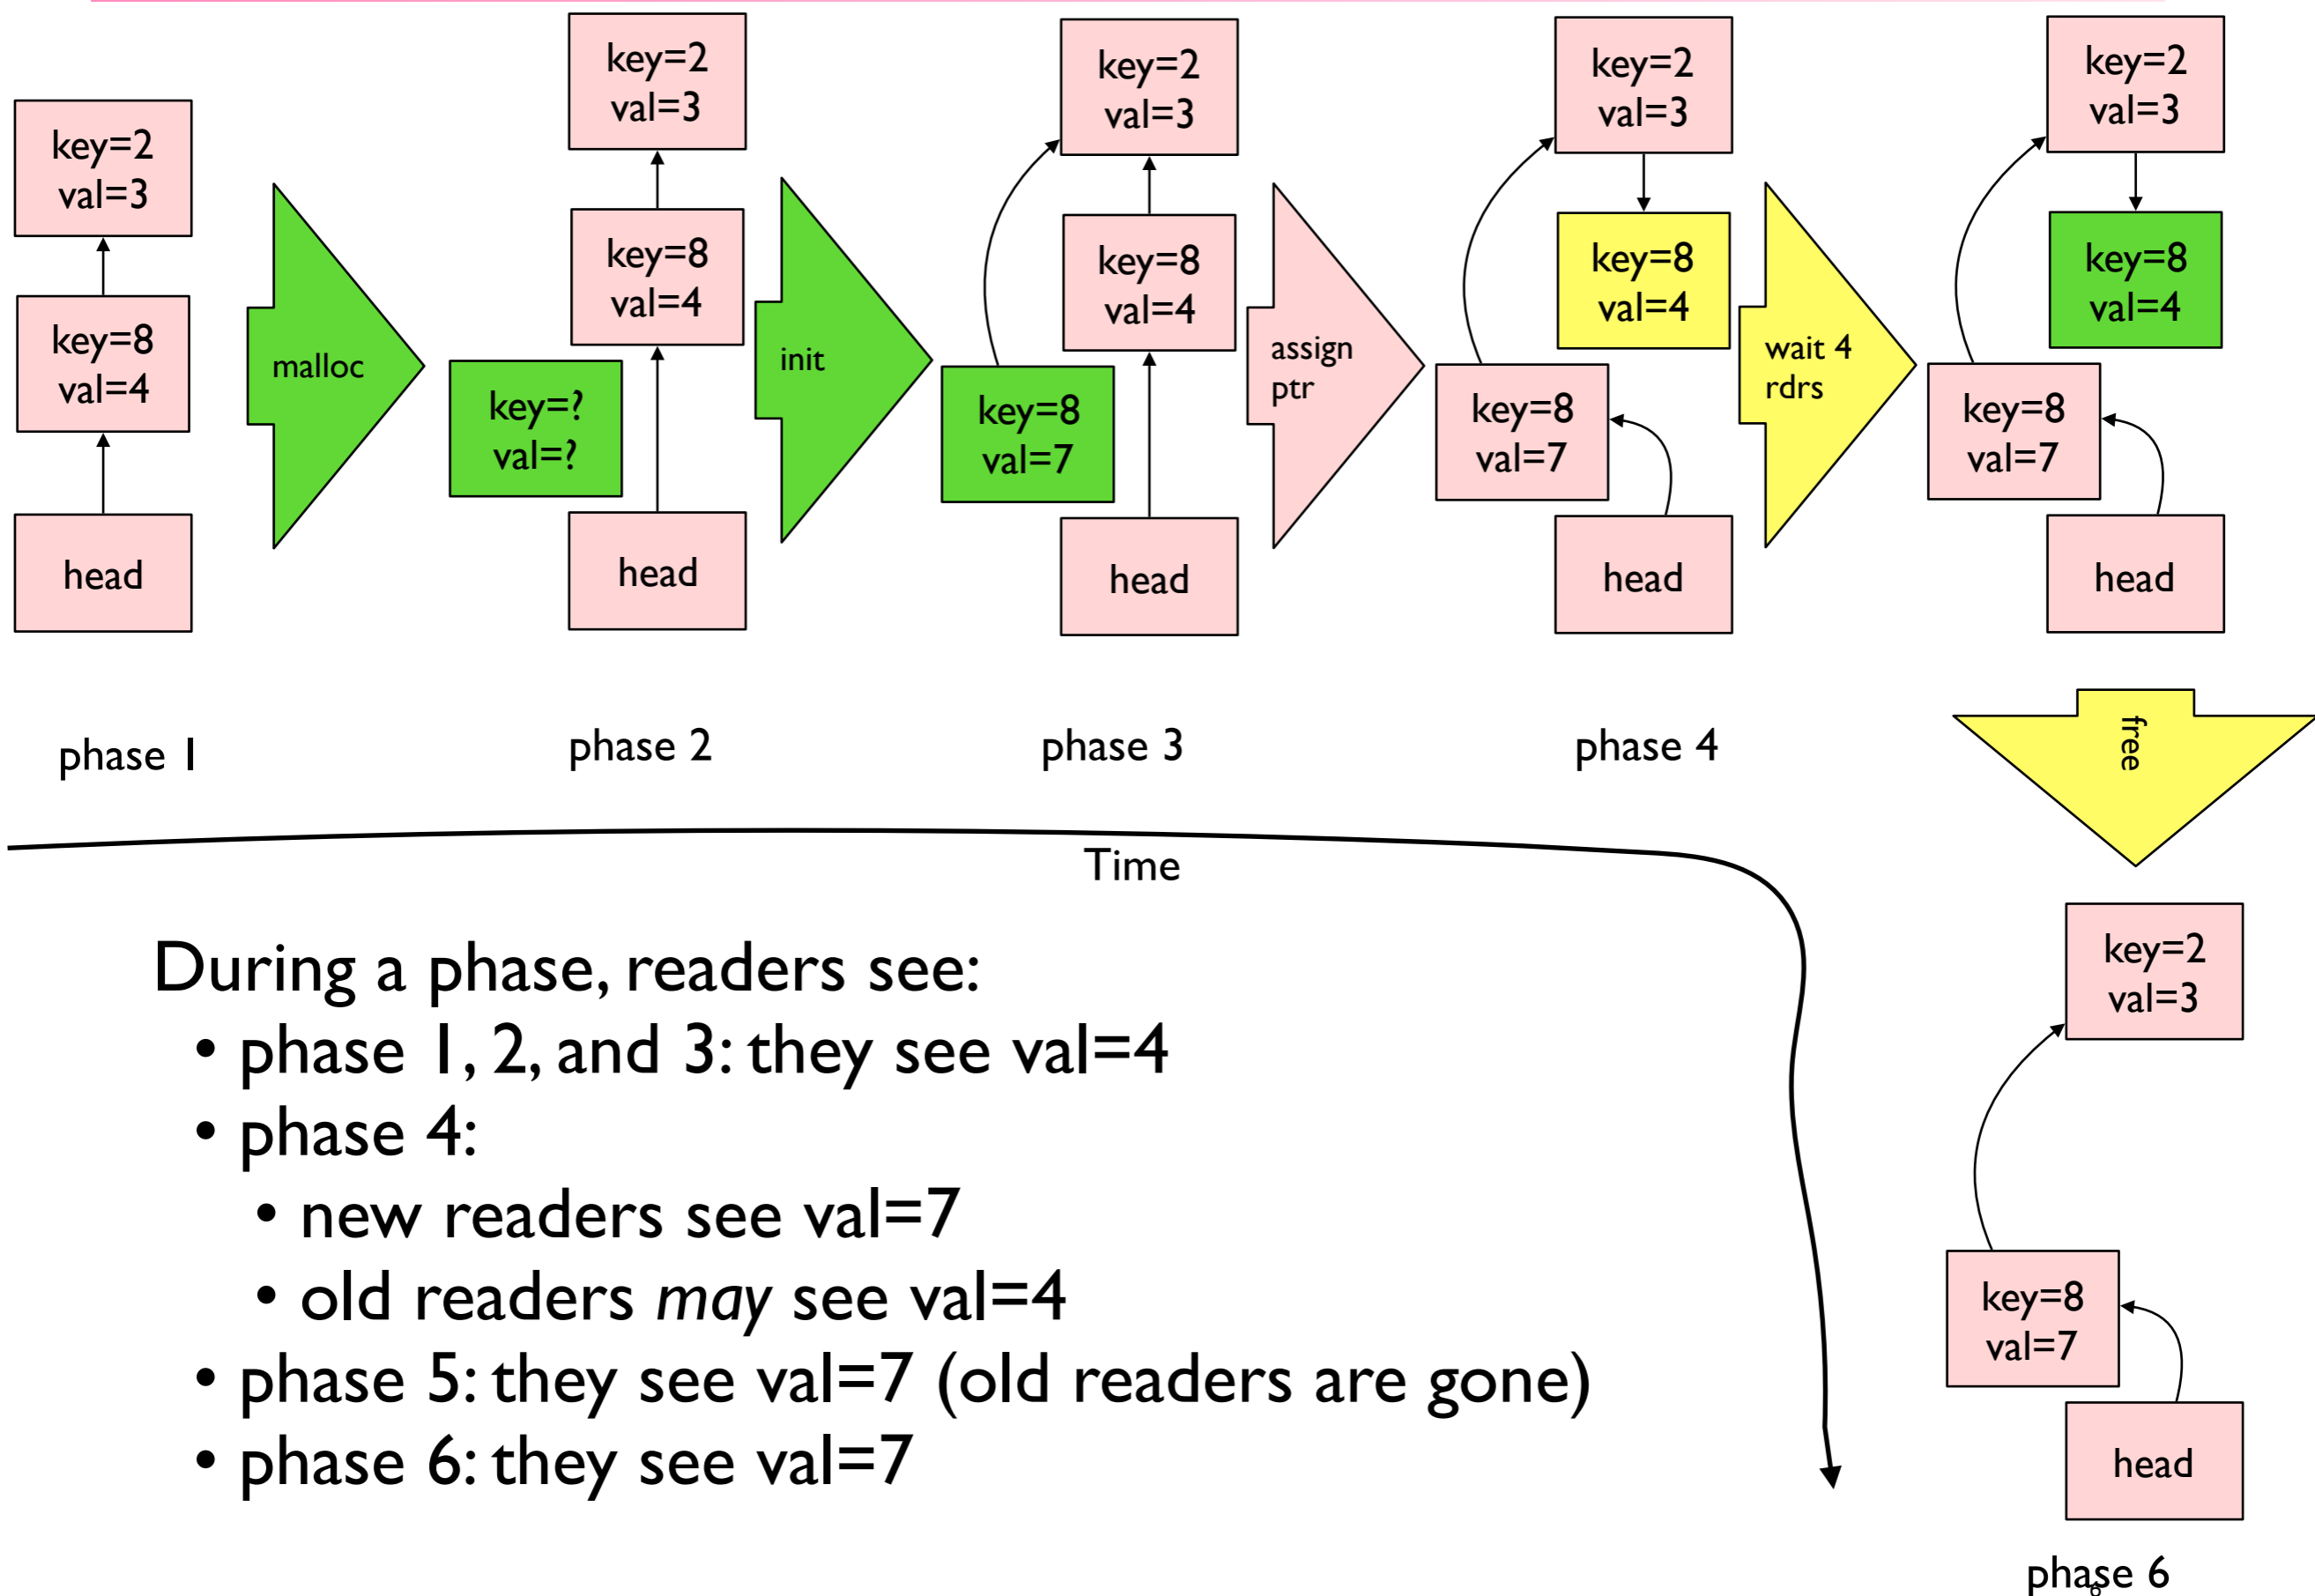 key=2
val=3
key=8
val=4
head
phase 1
malloc
key=2
val=3
key=8
val=4
key=?
val=?
head
phase 2
init
key=2
val=3
key=8
val=4
key=8
val=7
head
phase 3
assign
ptr
key=2
val=3
key=8
val=4
key=8
val=7
head
phase 4
wait 4
rdrs
key=2
val=3
key=8
val=4
key=8
val=7
head
free
Time
During a phase, readers see:
• phase 1, 2, and 3: they see val=4
• phase 4:
• new readers see val=7
• old readers may see val=4
• phase 5: they see val=7 (old readers are gone)
• phase 6: they see val=7
key=2
val=3
key=8
val=7
head
phase 6
6